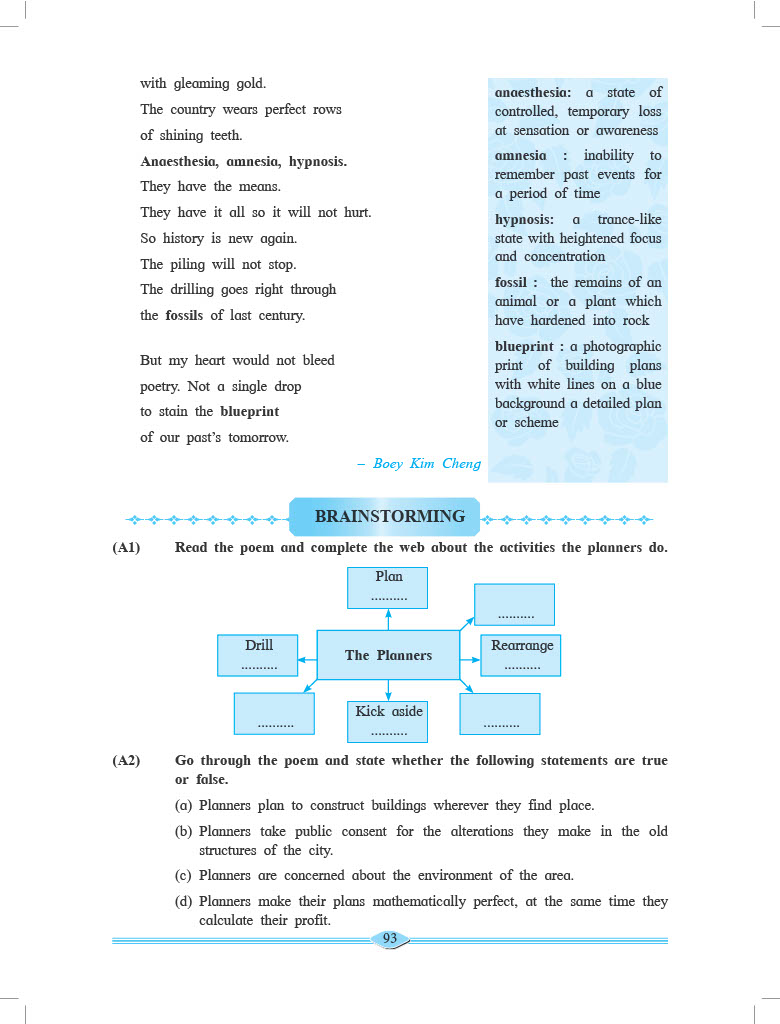 with gleaming gold.
The country wears perfect rows
of shining teeth.
Anaesthesia, amnesia, hypnosis.
They have the means.
They have it all so it will not hurt.
So history is new again.
The piling will not stop.
The drilling goes right through
the fossils of last century.
But my heart would not bleed
poetry. Not a single drop
to stain the blueprint
of our past's tomorrow.
– Boey Kim Cheng
anaesthesia: a state of
controlled, temporary loss
at sensation or awareness
amnesia : inability to
remember past events for
a period of time
hypnosis: a trance-like
state with heightened focus
and concentration
fossil : the remains of an
animal or a plant which
have hardened into rock
blueprint : a photographic
print of building plans
with white lines on a blue
background a detailed plan
or scheme
BRAINSTORMING
(A1) Read the poem and complete the web about the activities the planners do.
Plan
..........
..........
Drill
..........
The Planners
Rearrange
..........
..........
Kick aside
..........
..........
(A2) Go through the poem and state whether the following statements are true
or false.
(a) Planners plan to construct buildings wherever they find place.
(b) Planners take public consent for the alterations they make in the old
structures of the city.
(c) Planners are concerned about the environment of the area.
(d) Planners make their plans mathematically perfect, at the same time they
calculate their profit.
93